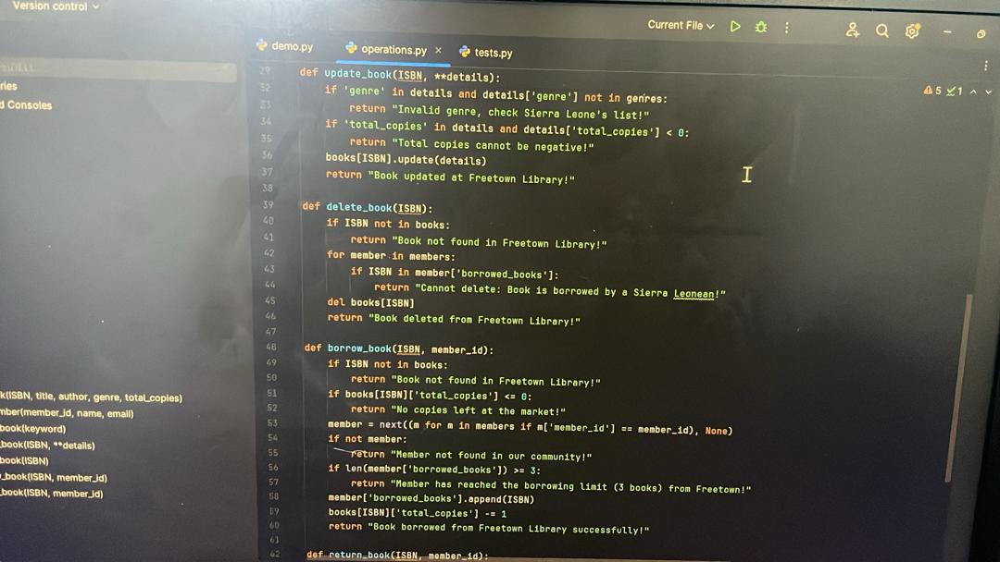 Version control
Current File
demo.py
operations.py ×
tests.py
5 1
ries
d Consoles
k(ISBN, title, author, genre, total_copies)
mber(member_id, name, email)
book(keyword)
_book(ISBN, **details)
book(ISBN)
_book(ISBN, member_id)
_book(ISBN, member_id)
29 def update_book(ISBN, **details):
32 if 'genre' in details and details['genre'] not in genres:
33 return "Invalid genre, check Sierra Leone's list!"
34 if 'total_copies' in details and details['total_copies'] < 0:
35 return "Total copies cannot be negative!"
36 books[ISBN].update(details)
37 return "Book updated at Freetown Library!"
38
39 def delete_book(ISBN):
40 if ISBN not in books:
41 return "Book not found in Freetown Library!"
42 for member in members:
43 if ISBN in member['borrowed_books']:
44 return "Cannot delete: Book is borrowed by a Sierra Leonean!"
45 del books[ISBN]
46 return "Book deleted from Freetown Library!"
47
48 def borrow_book(ISBN, member_id):
49 if ISBN not in books:
50 return "Book not found in Freetown Library!"
51 if books[ISBN]['total_copies'] <= 0:
52 return "No copies left at the market!"
53 member = next((m for m in members if m['member_id'] == member_id), None)
54 if not member:
55 return "Member not found in our community!"
56 if len(member['borrowed_books']) >= 3:
57 return "Member has reached the borrowing limit (3 books) from Freetown!"
58 member['borrowed_books'].append(ISBN)
59 books[ISBN]['total_copies'] -= 1
60 return "Book borrowed from Freetown Library successfully!"
61
62 def return_book(ISBN, member_id):